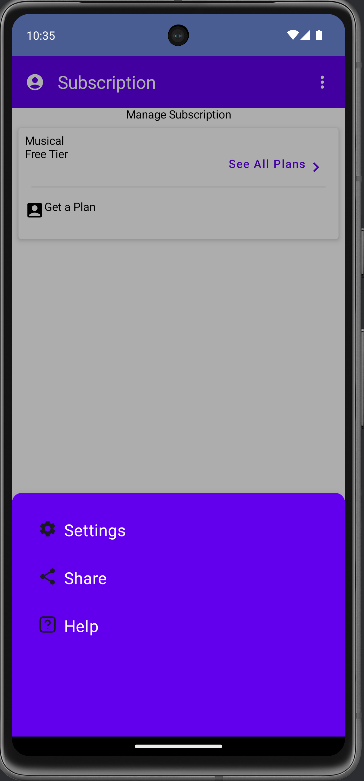 10:35
Subscription
Manage Subscription
Musical
Free Tier
See All Plans
Get a Plan
Settings
Share
Help